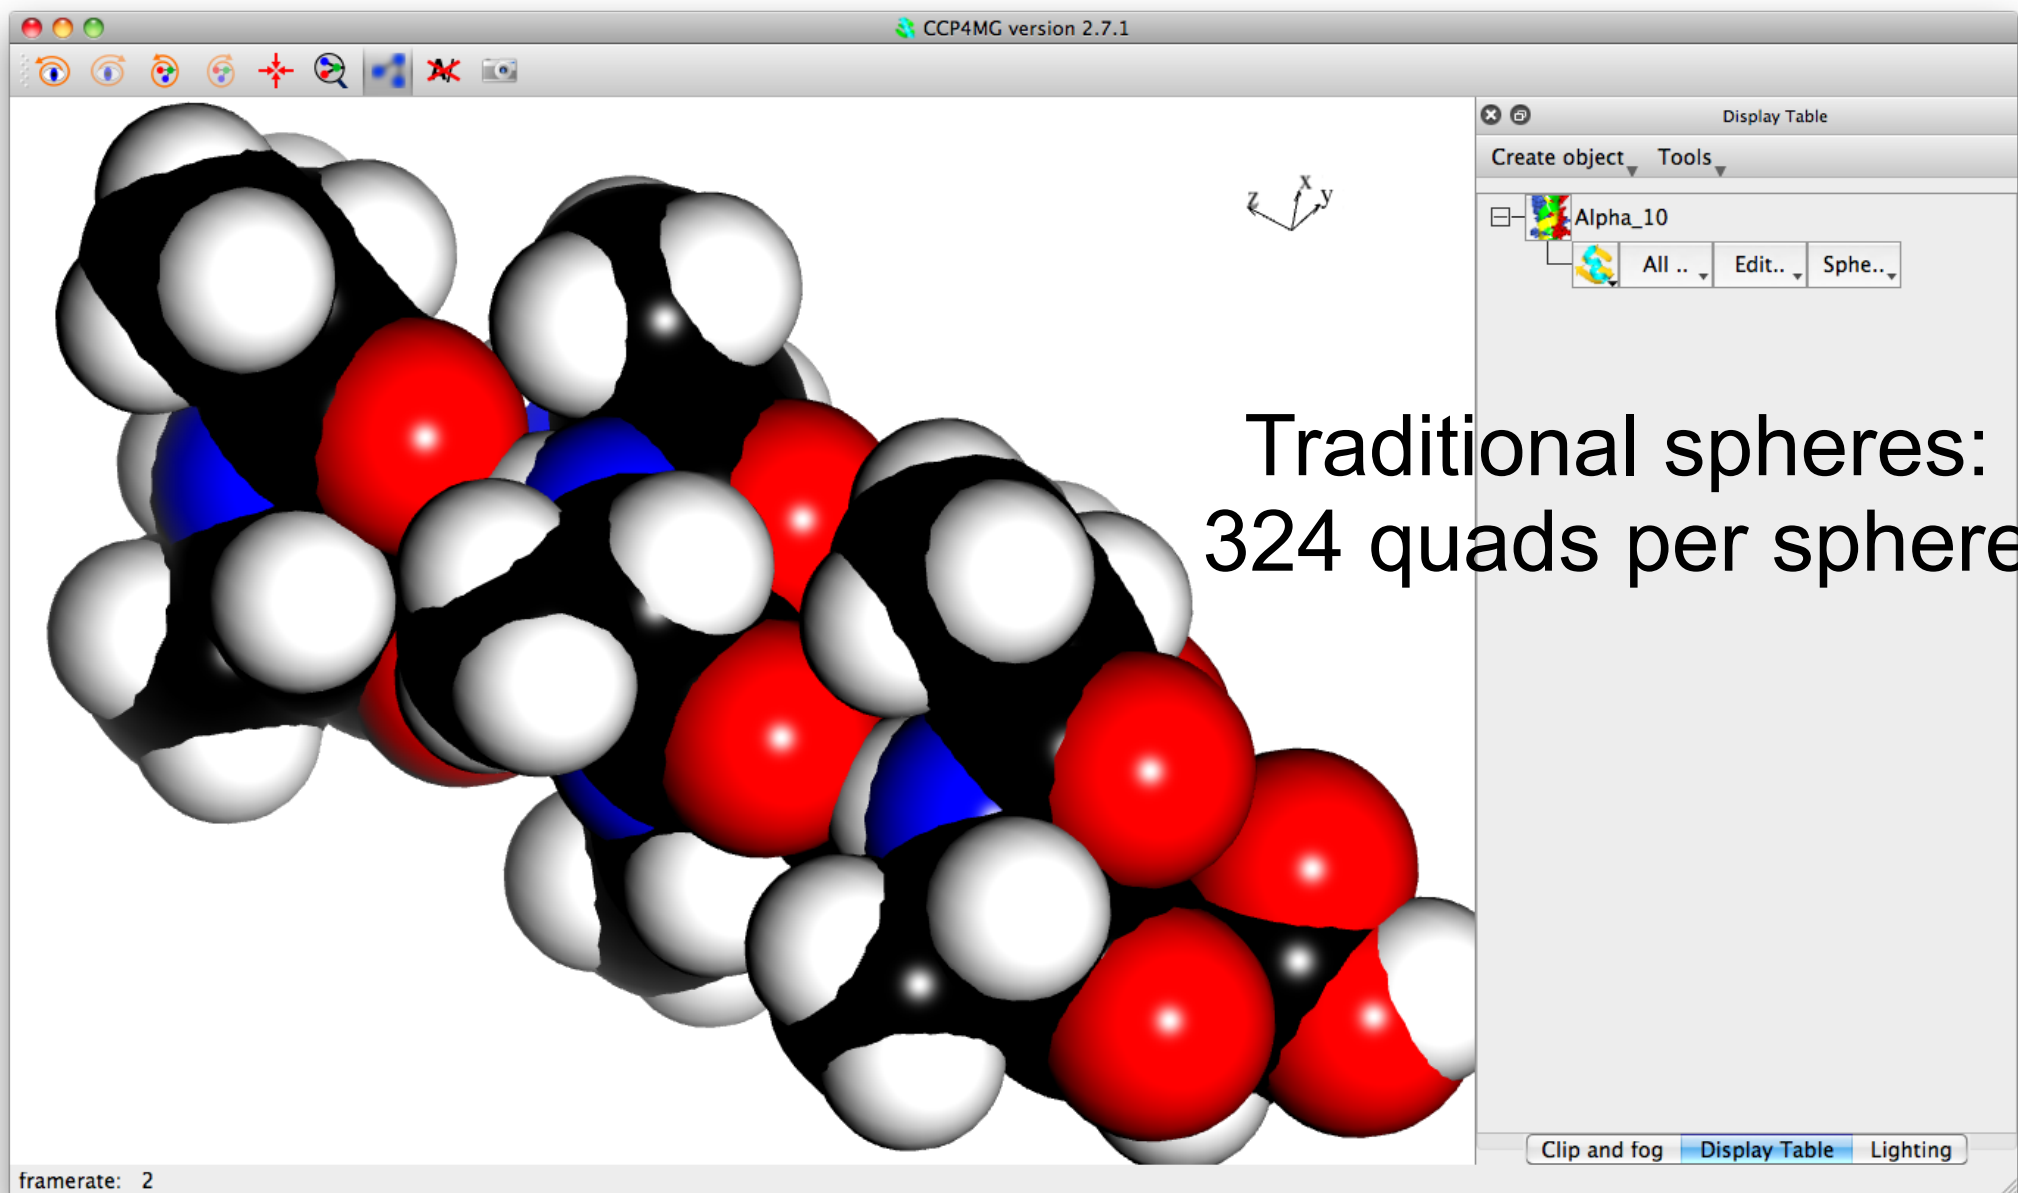 CCP4MG version 2.7.1
Display Table
Create object Tools
z x y
Alpha_10
All .. Edit.. Sphe..
Traditional spheres:
324 quads per sphere
Clip and fog Display Table Lighting
framerate: 2